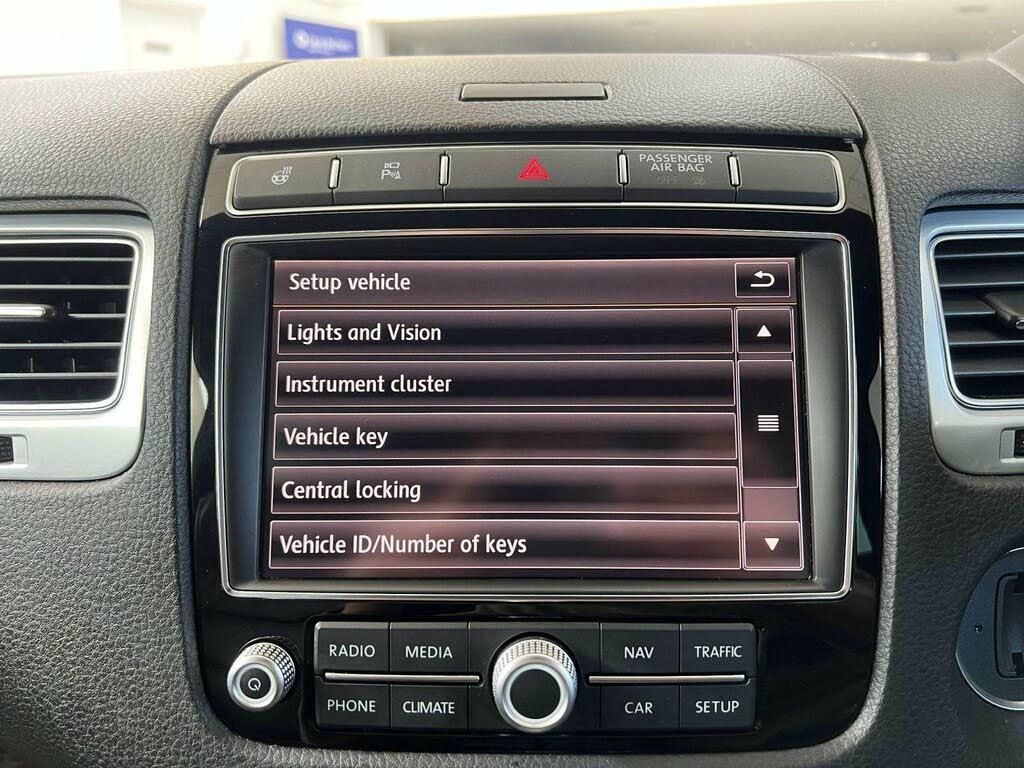 PASSENGER
AIR BAG
OFF
Setup vehicle
Lights and Vision
Instrument cluster
Vehicle key
Central locking
Vehicle ID/Number of keys
RADIO MEDIA NAV TRAFFIC
PHONE CLIMATE CAR SETUP